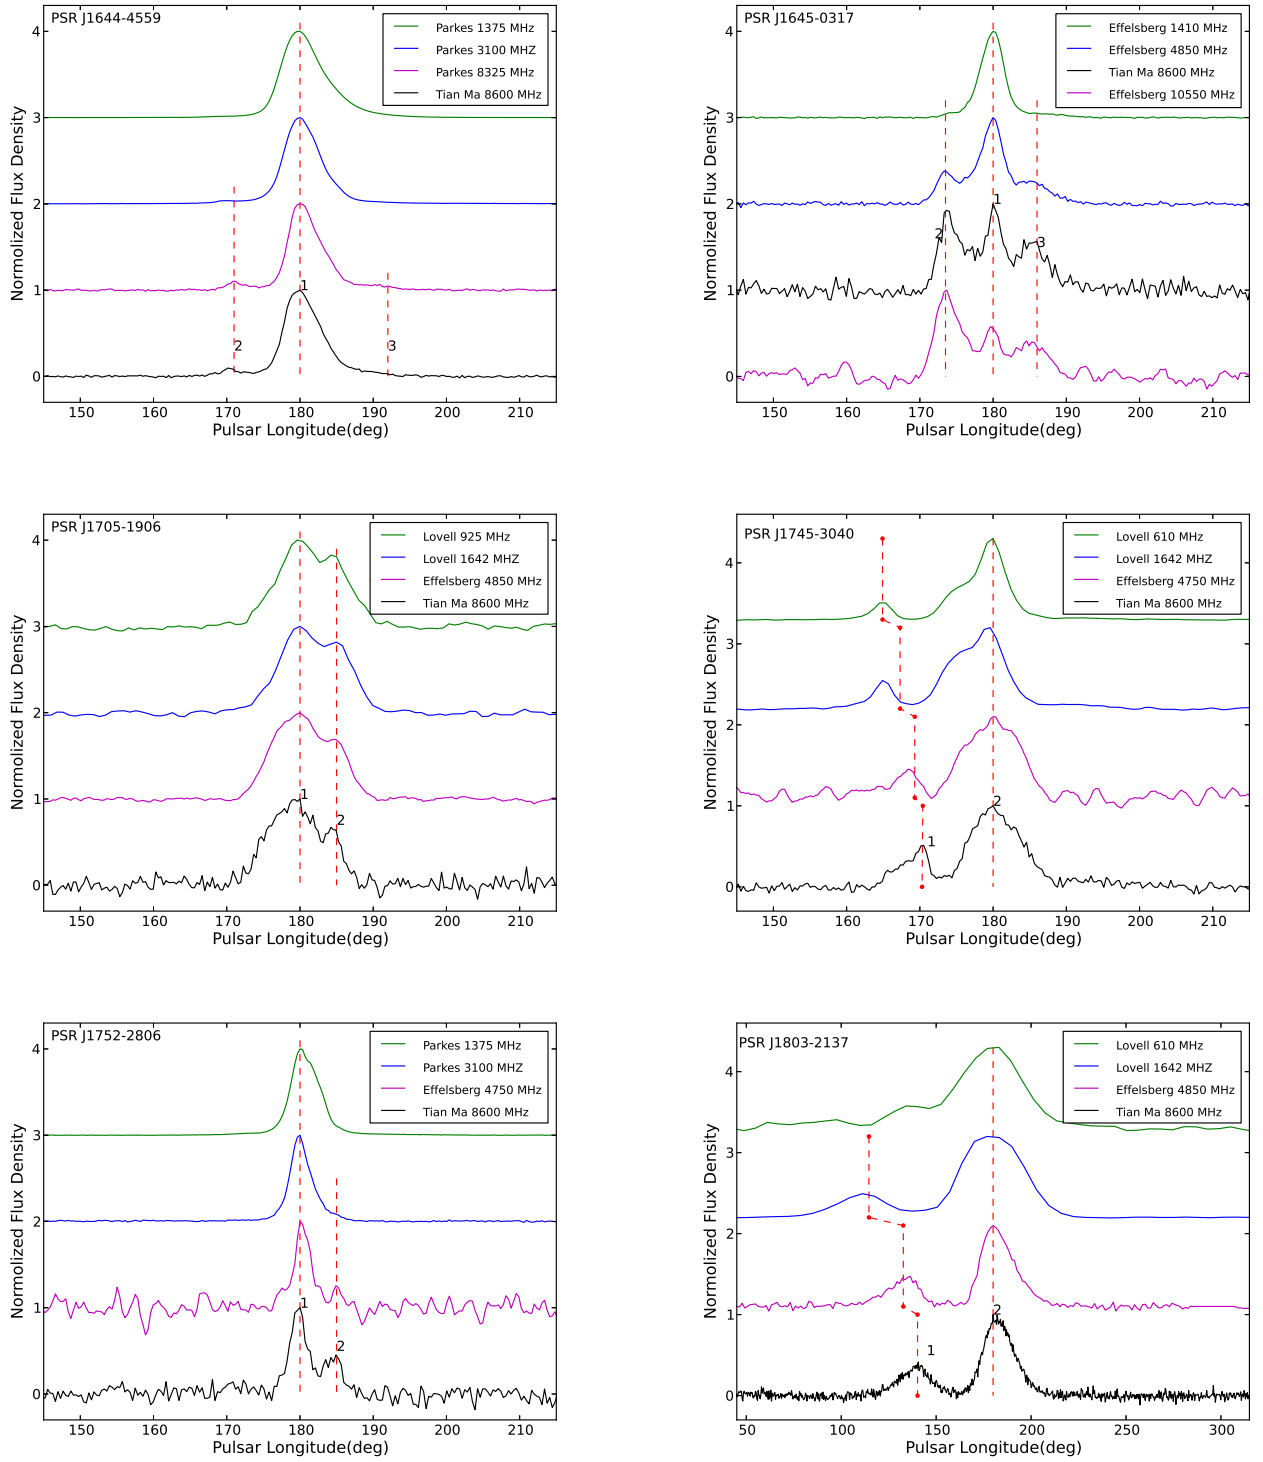 PSR J1644-4559
Parkes 1375 MHz
Parkes 3100 MHZ
Parkes 8325 MHz
Tian Ma 8600 MHz
Normolized Flux Density
4
3
2
1
0
1
2
3
150 160 170 180 190 200 210
Pulsar Longitude(deg)
PSR J1645-0317
Effelsberg 1410 MHz
Effelsberg 4850 MHz
Tian Ma 8600 MHz
Effelsberg 10550 MHz
Normolized Flux Density
4
3
2
1
0
1
2
3
150 160 170 180 190 200 210
Pulsar Longitude(deg)
PSR J1705-1906
Lovell 925 MHz
Lovell 1642 MHZ
Effelsberg 4850 MHz
Tian Ma 8600 MHz
Normolized Flux Density
4
3
2
1
0
1
2
150 160 170 180 190 200 210
Pulsar Longitude(deg)
PSR J1745-3040
Lovell 610 MHz
Lovell 1642 MHZ
Effelsberg 4750 MHz
Tian Ma 8600 MHz
Normolized Flux Density
4
3
2
1
0
2
1
150 160 170 180 190 200 210
Pulsar Longitude(deg)
PSR J1752-2806
Parkes 1375 MHz
Parkes 3100 MHZ
Effelsberg 4750 MHz
Tian Ma 8600 MHz
Normolized Flux Density
4
3
2
1
0
1
2
150 160 170 180 190 200 210
Pulsar Longitude(deg)
PSR J1803-2137
Lovell 610 MHz
Lovell 1642 MHZ
Effelsberg 4850 MHz
Tian Ma 8600 MHz
Normolized Flux Density
4
3
2
1
0
2
1
50 100 150 200 250 300
Pulsar Longitude(deg)